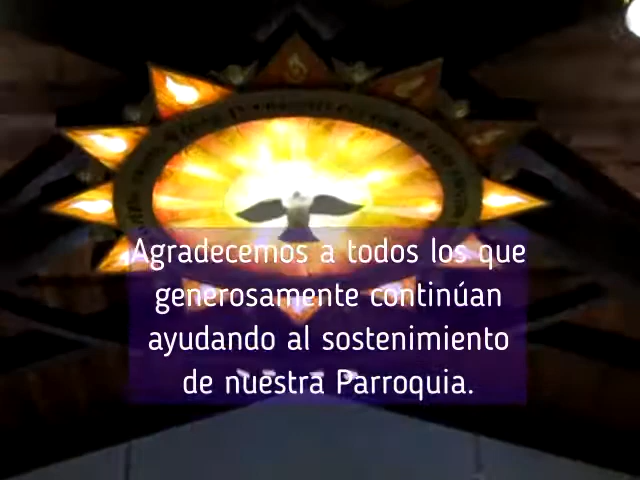 Agradecemos a todos los que
generosamente continúan
ayudando al sostenimiento
de nuestra Parroquia.